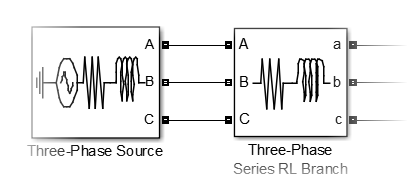 A A a
B B b
C C c
Three-Phase Source Three-Phase
Series RL Branch